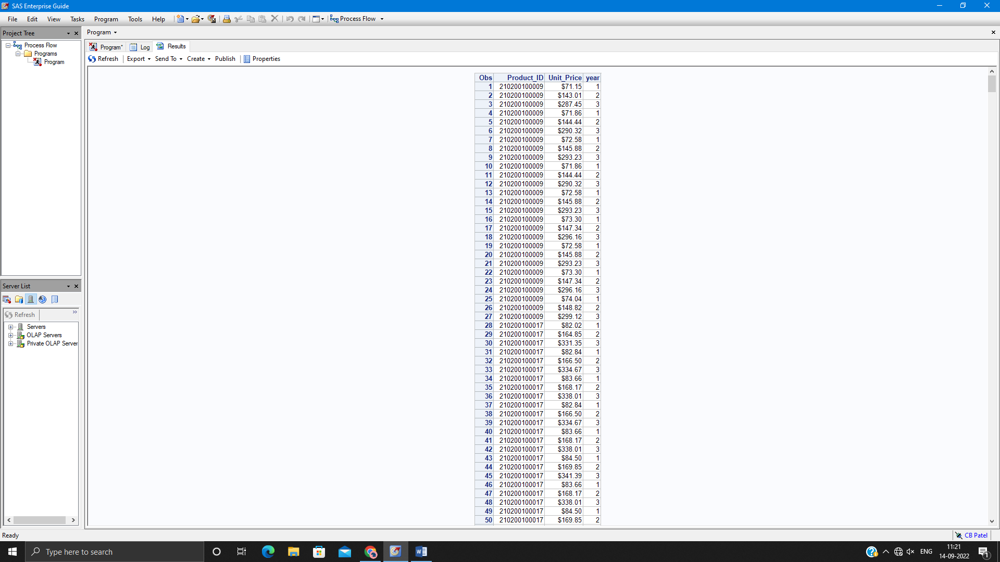 SAS Enterprise Guide
File Edit View Tasks Program Tools Help Process Flow
Project Tree
Process Flow
Programs
Program
Program
Program* Log Results
Refresh Export Send To Create Publish Properties
Obs Product_ID Unit_Price year
1 210200100009 $71.15 1
2 210200100009 $143.01 2
3 210200100009 $287.45 3
4 210200100009 $71.86 1
5 210200100009 $144.44 2
6 210200100009 $290.32 3
7 210200100009 $72.58 1
8 210200100009 $145.88 2
9 210200100009 $293.23 3
10 210200100009 $71.86 1
11 210200100009 $144.44 2
12 210200100009 $290.32 3
13 210200100009 $72.58 1
14 210200100009 $145.88 2
15 210200100009 $293.23 3
16 210200100009 $73.30 1
17 210200100009 $147.34 2
18 210200100009 $296.16 3
19 210200100009 $72.58 1
20 210200100009 $145.88 2
21 210200100009 $293.23 3
22 210200100009 $73.30 1
23 210200100009 $147.34 2
24 210200100009 $296.16 3
25 210200100009 $74.04 1
26 210200100009 $148.82 2
27 210200100009 $299.12 3
28 210200100017 $82.02 1
29 210200100017 $164.85 2
30 210200100017 $331.35 3
31 210200100017 $82.84 1
32 210200100017 $166.50 2
33 210200100017 $334.67 3
34 210200100017 $83.66 1
35 210200100017 $168.17 2
36 210200100017 $338.01 3
37 210200100017 $82.84 1
38 210200100017 $166.50 2
39 210200100017 $334.67 3
40 210200100017 $83.66 1
41 210200100017 $168.17 2
42 210200100017 $338.01 3
43 210200100017 $84.50 1
44 210200100017 $169.85 2
45 210200100017 $341.39 3
46 210200100017 $83.66 1
47 210200100017 $168.17 2
48 210200100017 $338.01 3
49 210200100017 $84.50 1
50 210200100017 $169.85 2
Server List
Refresh
Servers
OLAP Servers
Private OLAP Server
Ready
CB Patel
Type here to search
ENG
11:21
14-09-2022
1